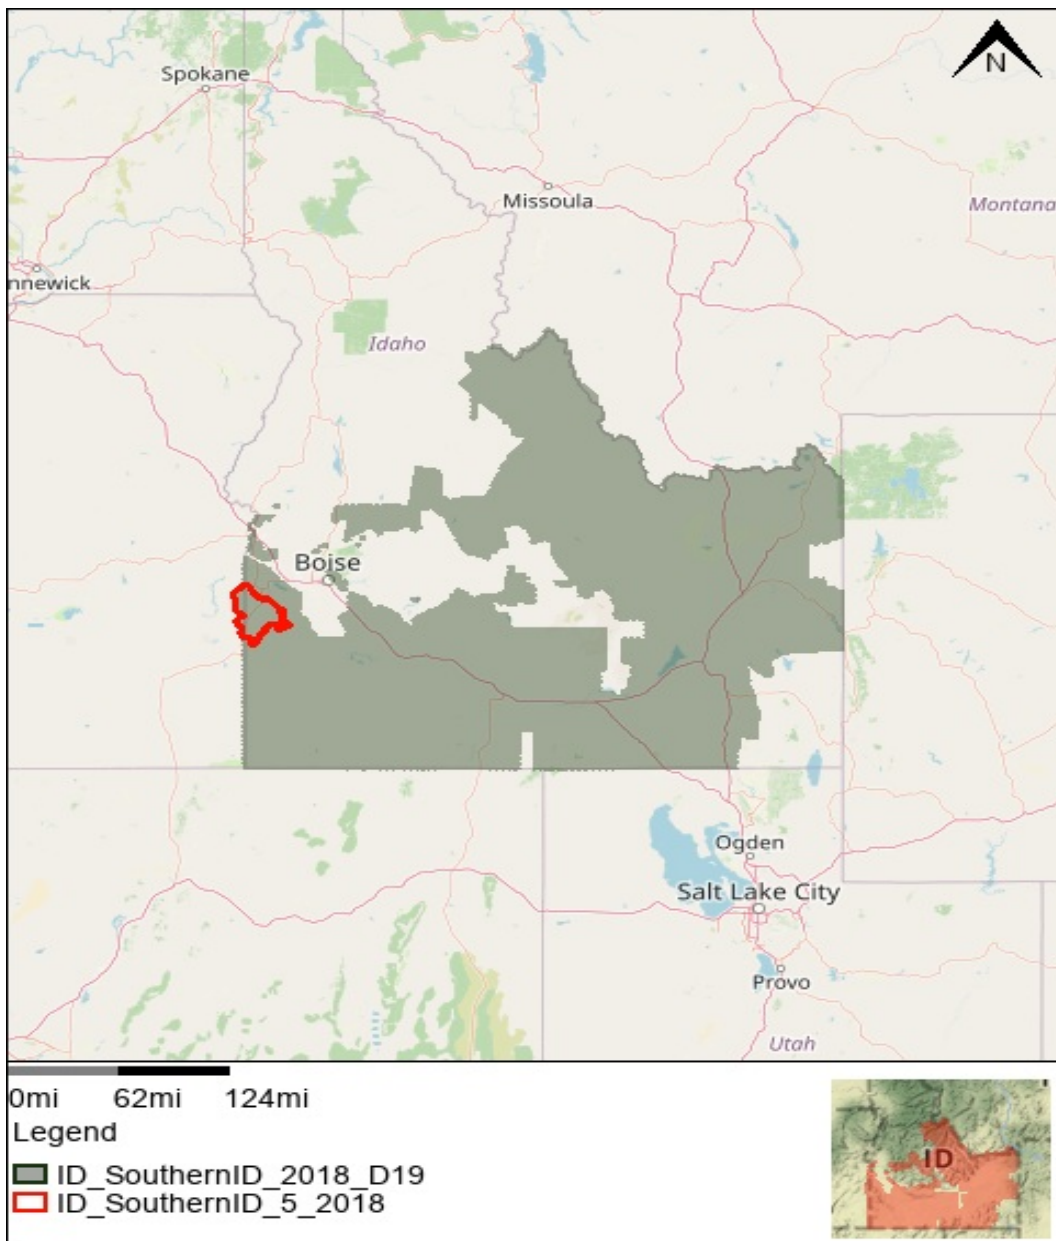 Spokane
N
Missoula
Montana
nnewick
Idaho
Boise
Ogden
Salt Lake City
Provo
Utah
0mi 62mi 124mi
Legend
ID_SouthernID_2018_D19
ID_SouthernID_5_2018
ID